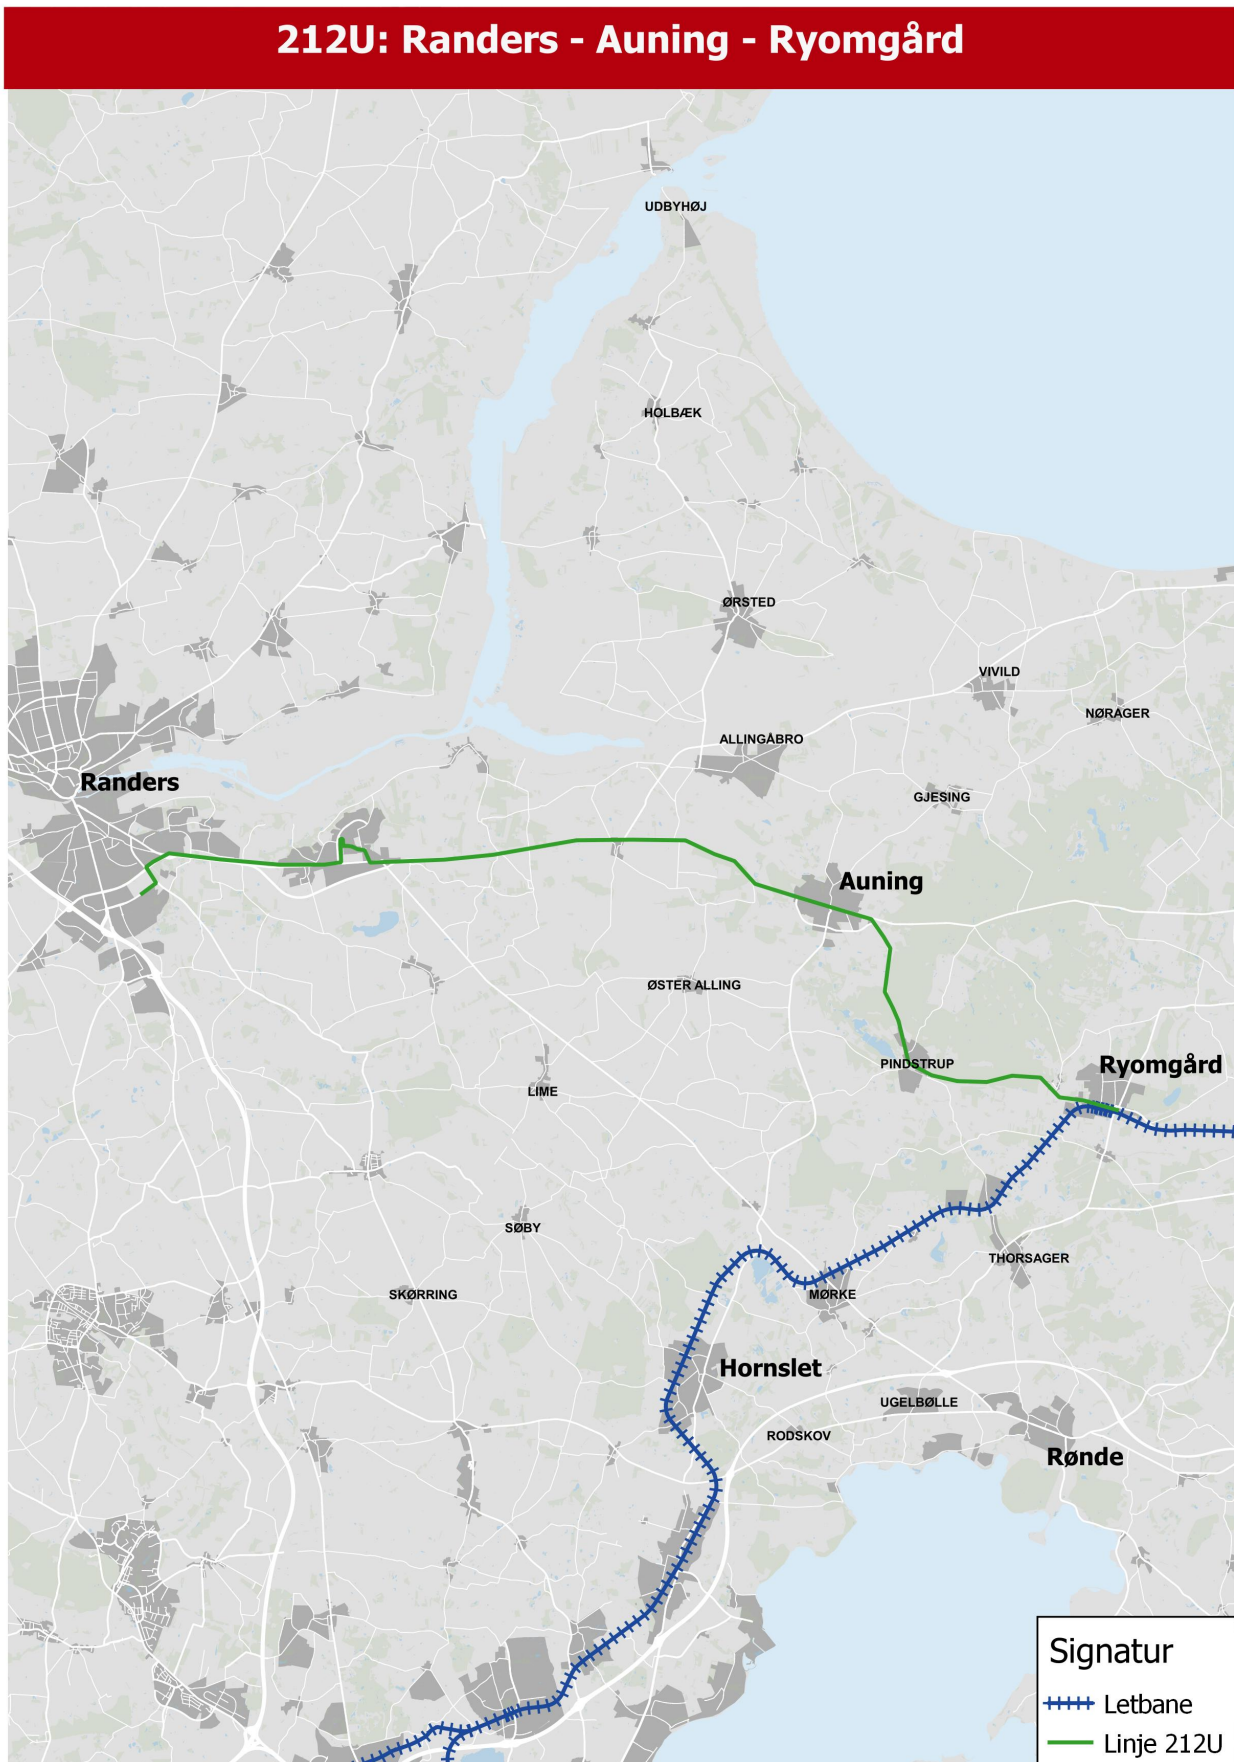 212U: Randers - Auning - Ryomgård
UDBYHØJ
HOLBÆK
ØRSTED
VIVILD
NØRAGER
ALLINGÅBRO
Randers
GJESING
Auning
ØSTER ALLING
PINDSTRUP
Ryomgård
LIME
SØBY
THORSAGER
SKØRRING
MØRKE
Hornslet
UGELBØLLE
RODSKOV
Rønde
Signatur
Letbane
Linje 212U